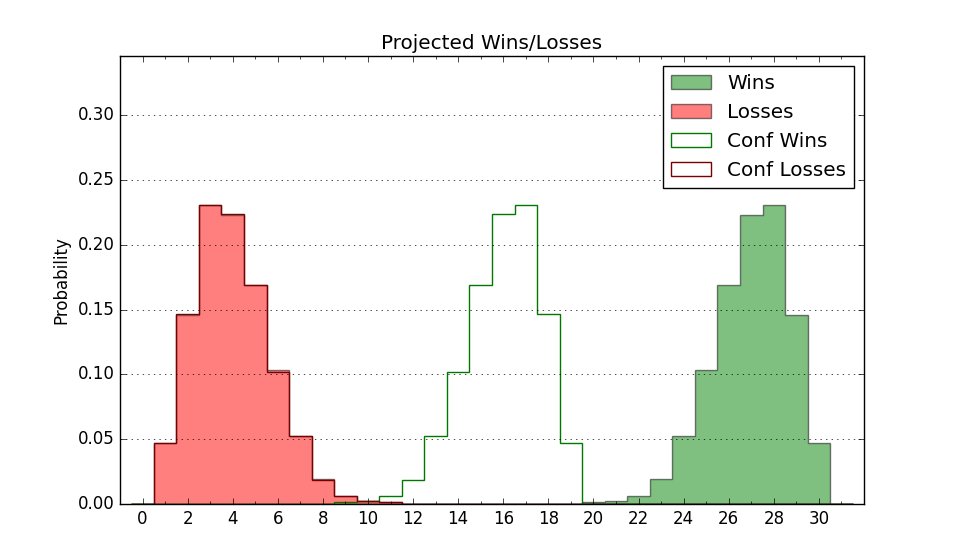 Projected Wins/Losses
Wins
Losses
Conf Wins
Conf Losses
Probability
0.30
0.25
0.20
0.15
0.10
0.05
0.00
0 2 4 6 8 10 12 14 16 18 20 22 24 26 28 30